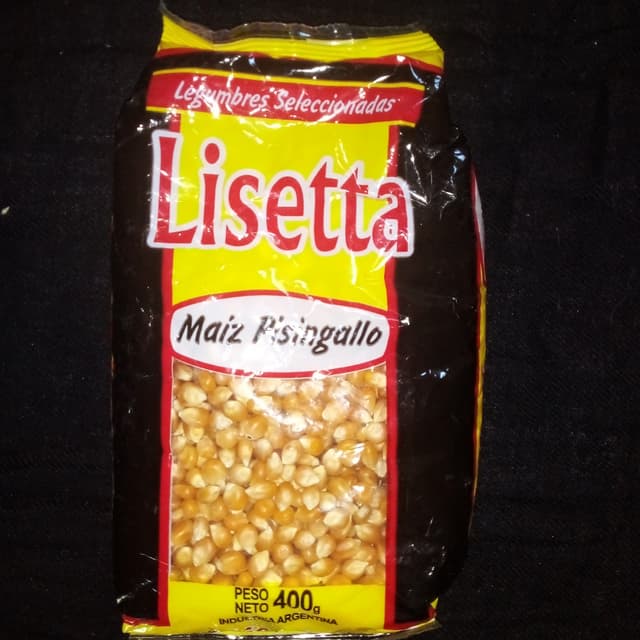 Legumbres Seleccionadas
Lisetta
Maiz Pisingallo
PESO
NETO 400g
INDUSTRIA ARGENTINA